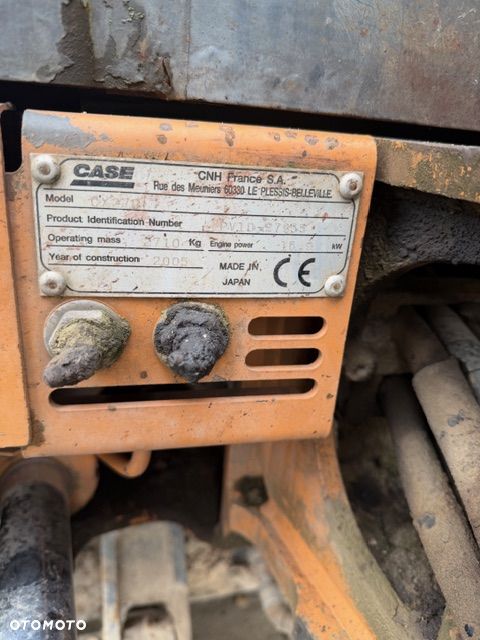 CASE
CNH France S.A.
Rue des Meuniers 60330 LE PLESSIS-BELLEVILLE
Model
Product Identification Number
Operating mass Kg Engine power kW
Year of construction 2005
MADE IN
JAPAN
CE
OTOMOTO